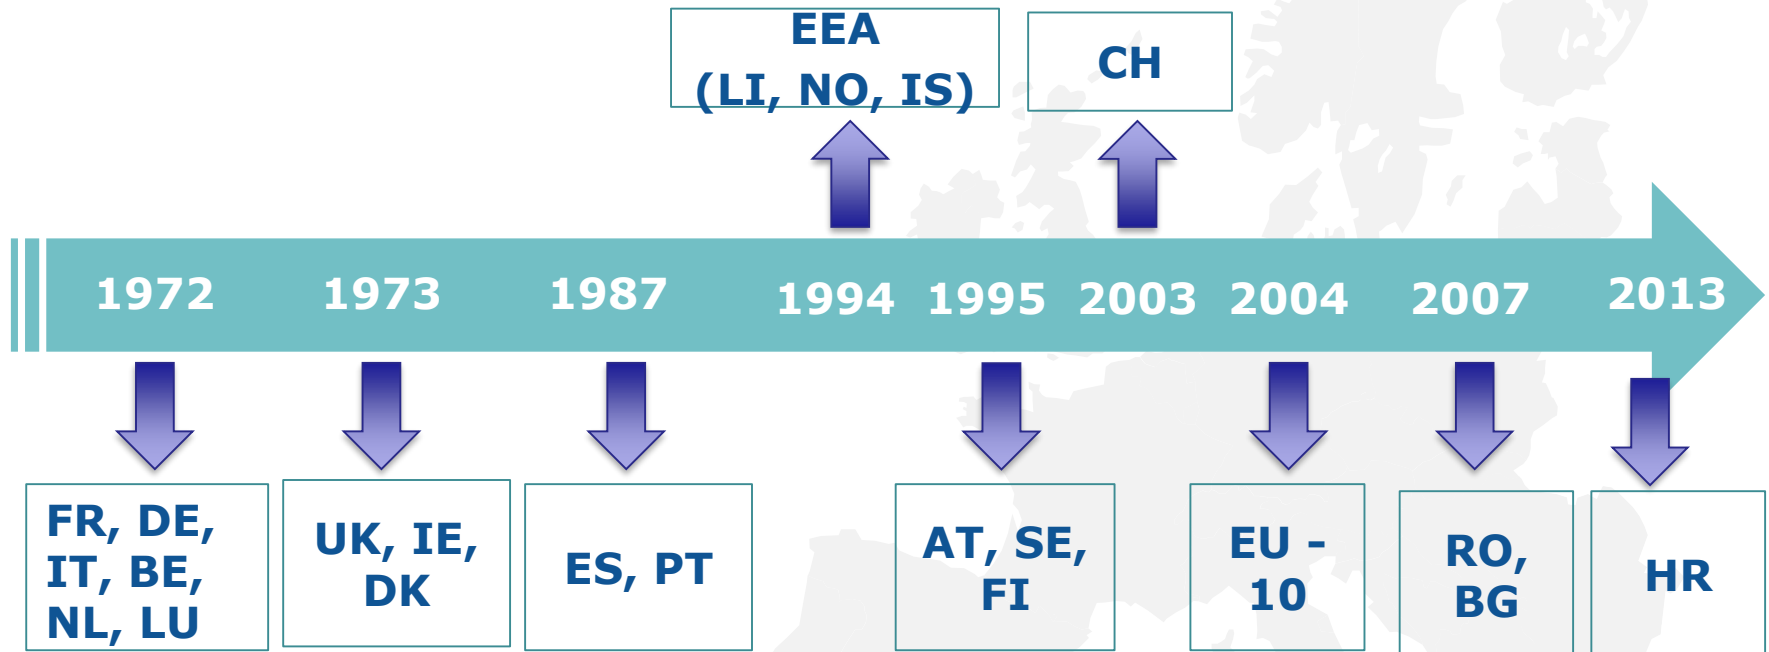 EEA
(LI, NO, IS)
CH
1972 1973 1987 1994 1995 2003 2004 2007 2013
FR, DE,
IT, BE,
NL, LU
UK, IE,
DK
ES, PT
AT, SE,
FI
EU -
10
RO,
BG
HR